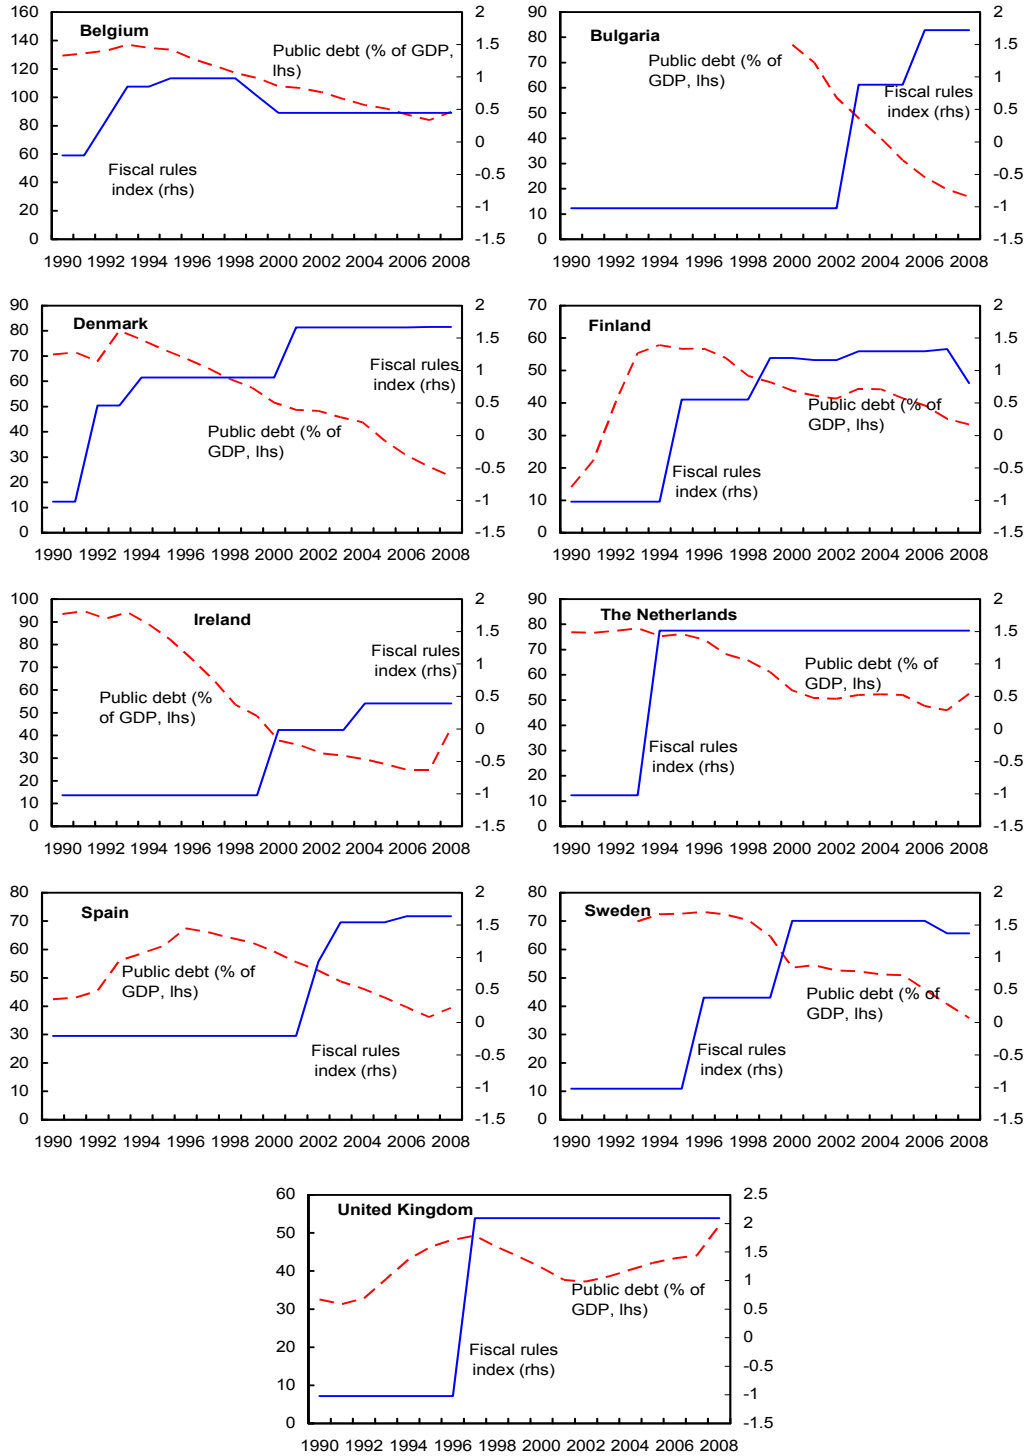 Belgium
Public debt (% of GDP,
lhs)
Fiscal rules
index (rhs)
160
140
120
100
80
60
40
20
0
2
1.5
1
0.5
0
-0.5
-1
-1.5
1990 1992 1994 1996 1998 2000 2002 2004 2006 2008
Bulgaria
Public debt (% of
GDP, lhs)
Fiscal rules
index (rhs)
90
80
70
60
50
40
30
20
10
0
2
1.5
1
0.5
0
-0.5
-1
-1.5
1990 1992 1994 1996 1998 2000 2002 2004 2006 2008
Denmark
Fiscal rules
index (rhs)
Public debt (% of
GDP, lhs)
90
80
70
60
50
40
30
20
10
0
2
1.5
1
0.5
0
-0.5
-1
-1.5
1990 1992 1994 1996 1998 2000 2002 2004 2006 2008
Finland
Public debt (% of
GDP, lhs)
Fiscal rules
index (rhs)
70
60
50
40
30
20
10
0
2
1.5
1
0.5
0
-0.5
-1
-1.5
1990 1992 1994 1996 1998 2000 2002 2004 2006 2008
Ireland
Fiscal rules
index (rhs)
Public debt (%
of GDP, lhs)
100
90
80
70
60
50
40
30
20
10
0
2
1.5
1
0.5
0
-0.5
-1
-1.5
1990 1992 1994 1996 1998 2000 2002 2004 2006 2008
The Netherlands
Public debt (% of
GDP, lhs)
Fiscal rules
index (rhs)
90
80
70
60
50
40
30
20
10
0
2
1.5
1
0.5
0
-0.5
-1
-1.5
1990 1992 1994 1996 1998 2000 2002 2004 2006 2008
Spain
Public debt (% of
GDP, lhs)
Fiscal rules
index (rhs)
80
70
60
50
40
30
20
10
0
2
1.5
1
0.5
0
-0.5
-1
-1.5
1990 1992 1994 1996 1998 2000 2002 2004 2006 2008
Sweden
Public debt (% of
GDP, lhs)
Fiscal rules
index (rhs)
80
70
60
50
40
30
20
10
0
2
1.5
1
0.5
0
-0.5
-1
-1.5
1990 1992 1994 1996 1998 2000 2002 2004 2006 2008
United Kingdom
Public debt (% of
GDP, lhs)
Fiscal rules
index (rhs)
60
50
40
30
20
10
0
2.5
2
1.5
1
0.5
0
-0.5
-1
-1.5
1990 1992 1994 1996 1998 2000 2002 2004 2006 2008